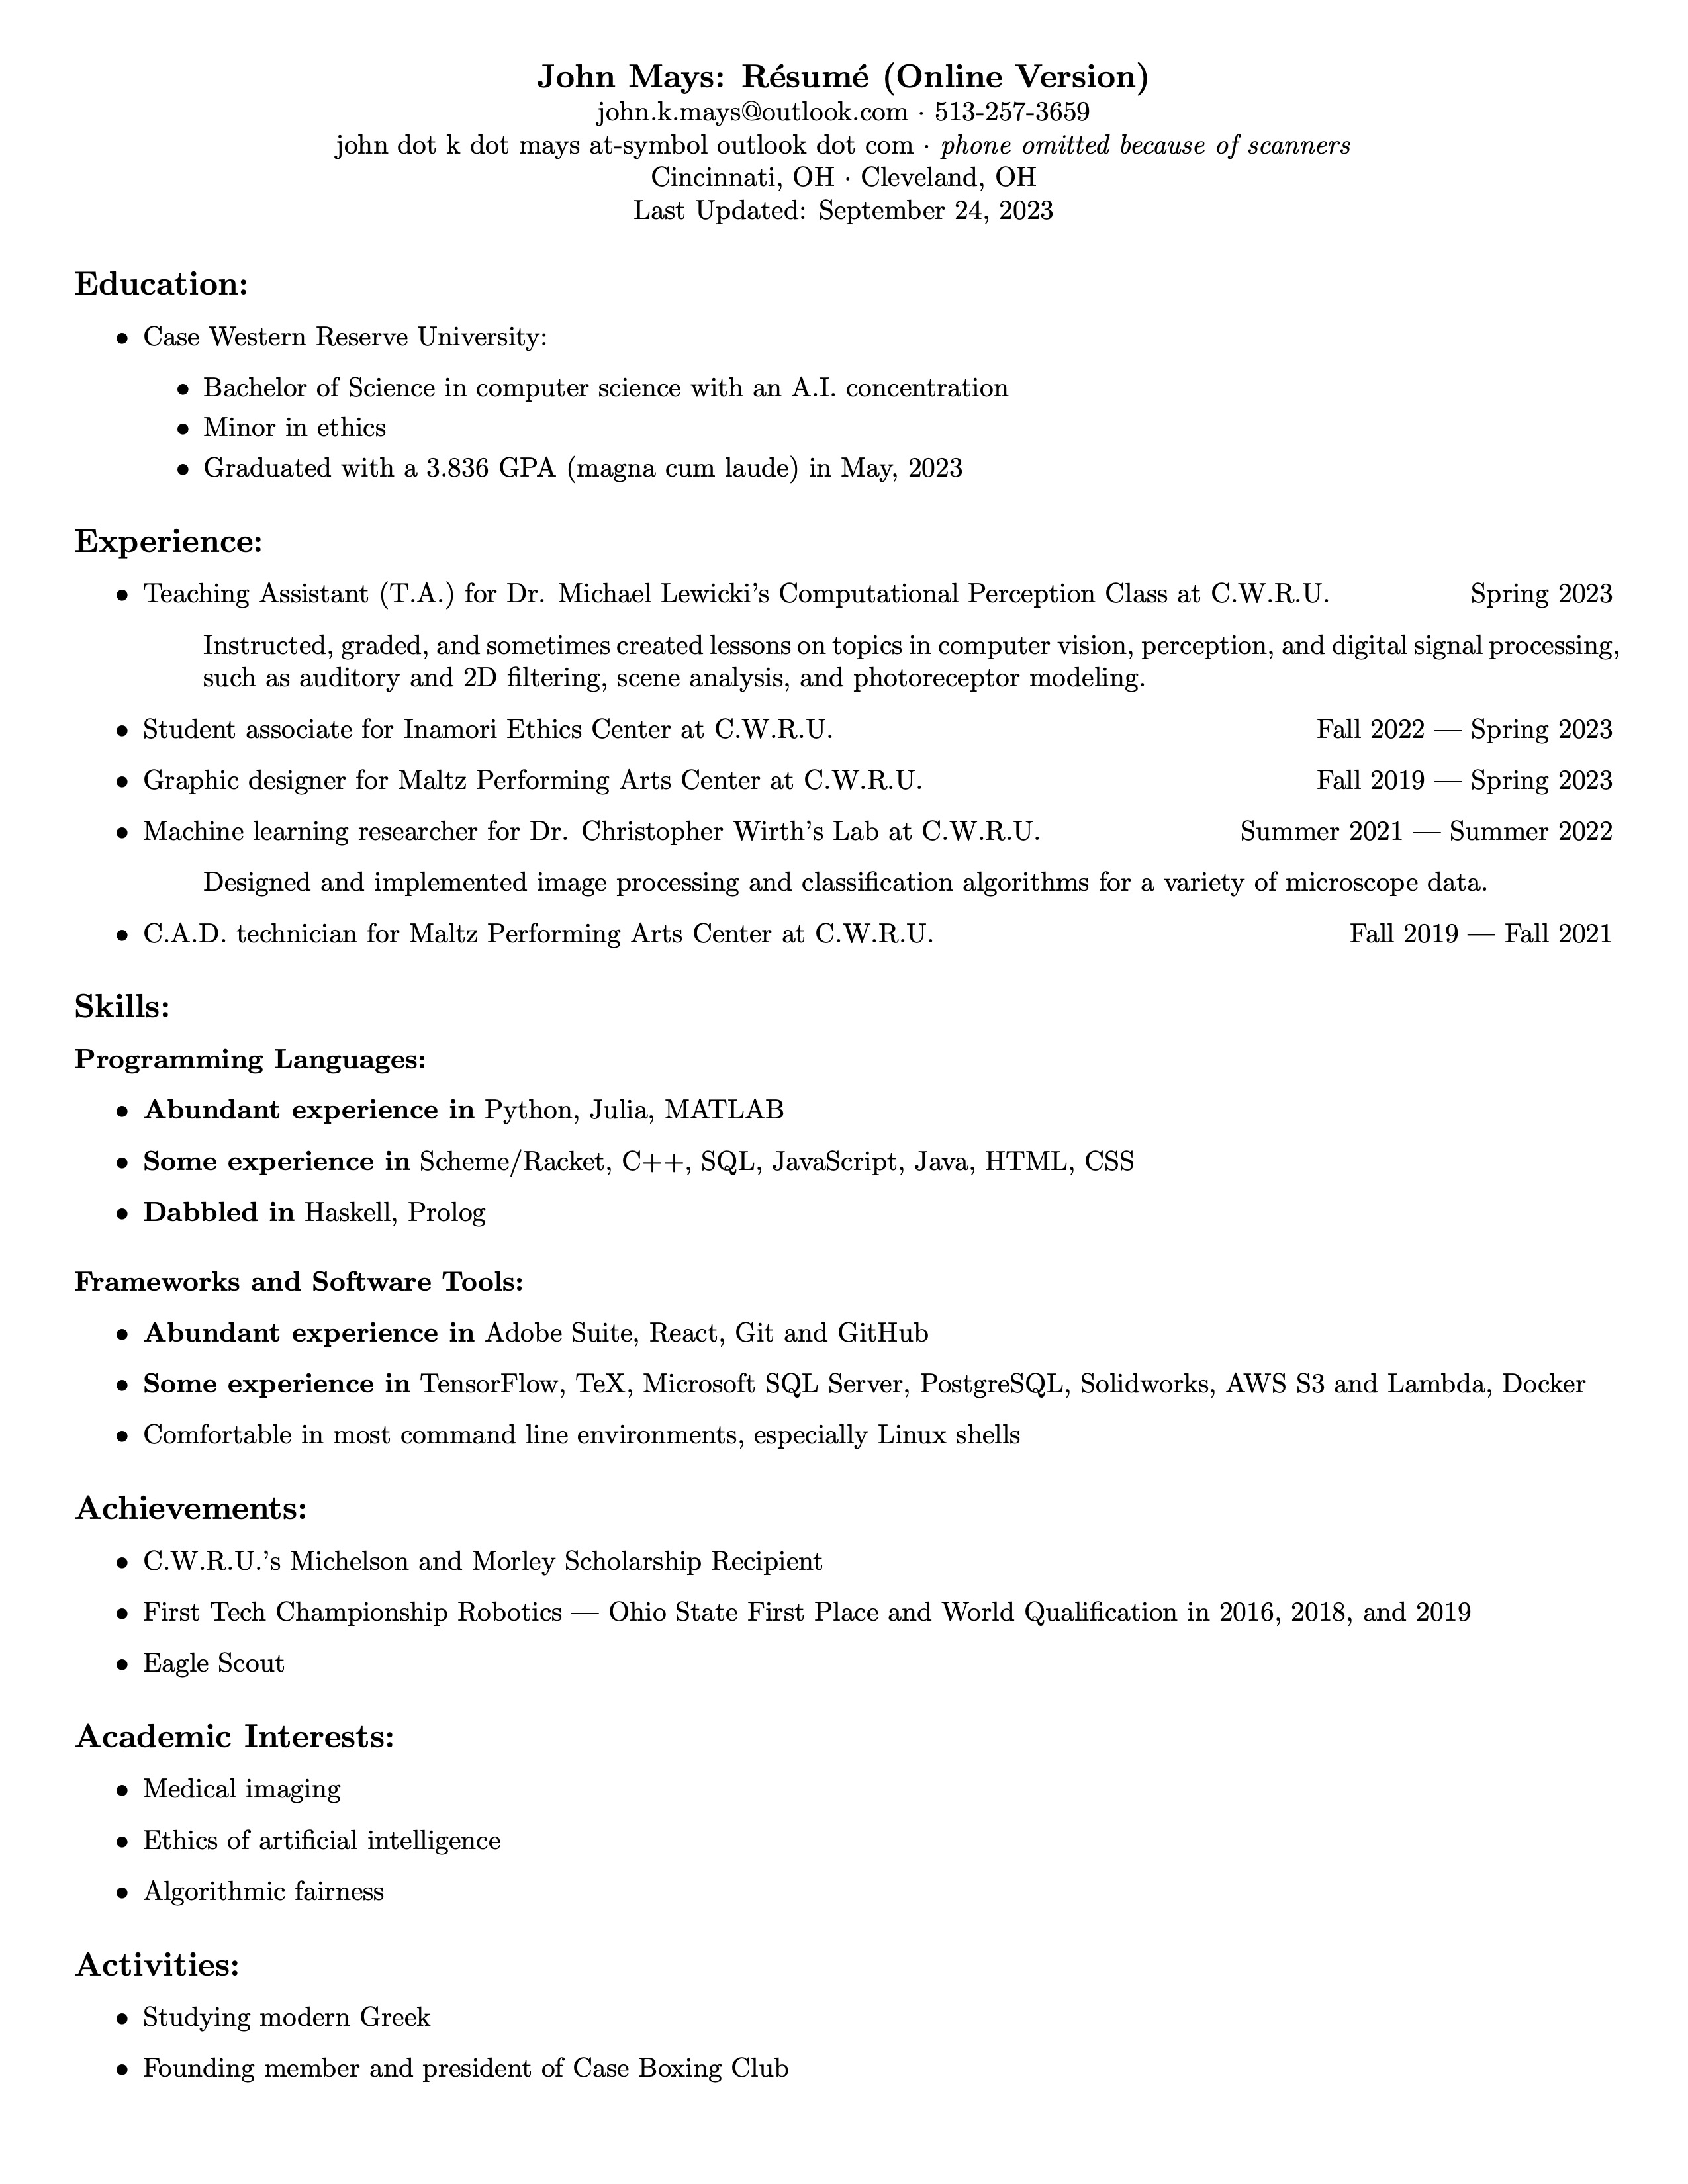 John Mays: Résumé (Online Version)
john.k.mays@outlook.com · 513-257-3659
john dot k dot mays at-symbol outlook dot com · phone omitted because of scanners
Cincinnati, OH · Cleveland, OH
Last Updated: September 24, 2023
Education:
• Case Western Reserve University:
• Bachelor of Science in computer science with an A.I. concentration
• Minor in ethics
• Graduated with a 3.836 GPA (magna cum laude) in May, 2023
Experience:
• Teaching Assistant (T.A.) for Dr. Michael Lewicki's Computational Perception Class at C.W.R.U. Spring 2023
Instructed, graded, and sometimes created lessons on topics in computer vision, perception, and digital signal processing,
such as auditory and 2D filtering, scene analysis, and photoreceptor modeling.
• Student associate for Inamori Ethics Center at C.W.R.U. Fall 2022 — Spring 2023
• Graphic designer for Maltz Performing Arts Center at C.W.R.U. Fall 2019 — Spring 2023
• Machine learning researcher for Dr. Christopher Wirth's Lab at C.W.R.U. Summer 2021 — Summer 2022
Designed and implemented image processing and classification algorithms for a variety of microscope data.
• C.A.D. technician for Maltz Performing Arts Center at C.W.R.U. Fall 2019 — Fall 2021
Skills:
Programming Languages:
• Abundant experience in Python, Julia, MATLAB
• Some experience in Scheme/Racket, C++, SQL, JavaScript, Java, HTML, CSS
• Dabbled in Haskell, Prolog
Frameworks and Software Tools:
• Abundant experience in Adobe Suite, React, Git and GitHub
• Some experience in TensorFlow, TeX, Microsoft SQL Server, PostgreSQL, Solidworks, AWS S3 and Lambda, Docker
• Comfortable in most command line environments, especially Linux shells
Achievements:
• C.W.R.U.'s Michelson and Morley Scholarship Recipient
• First Tech Championship Robotics — Ohio State First Place and World Qualification in 2016, 2018, and 2019
• Eagle Scout
Academic Interests:
• Medical imaging
• Ethics of artificial intelligence
• Algorithmic fairness
Activities:
• Studying modern Greek
• Founding member and president of Case Boxing Club